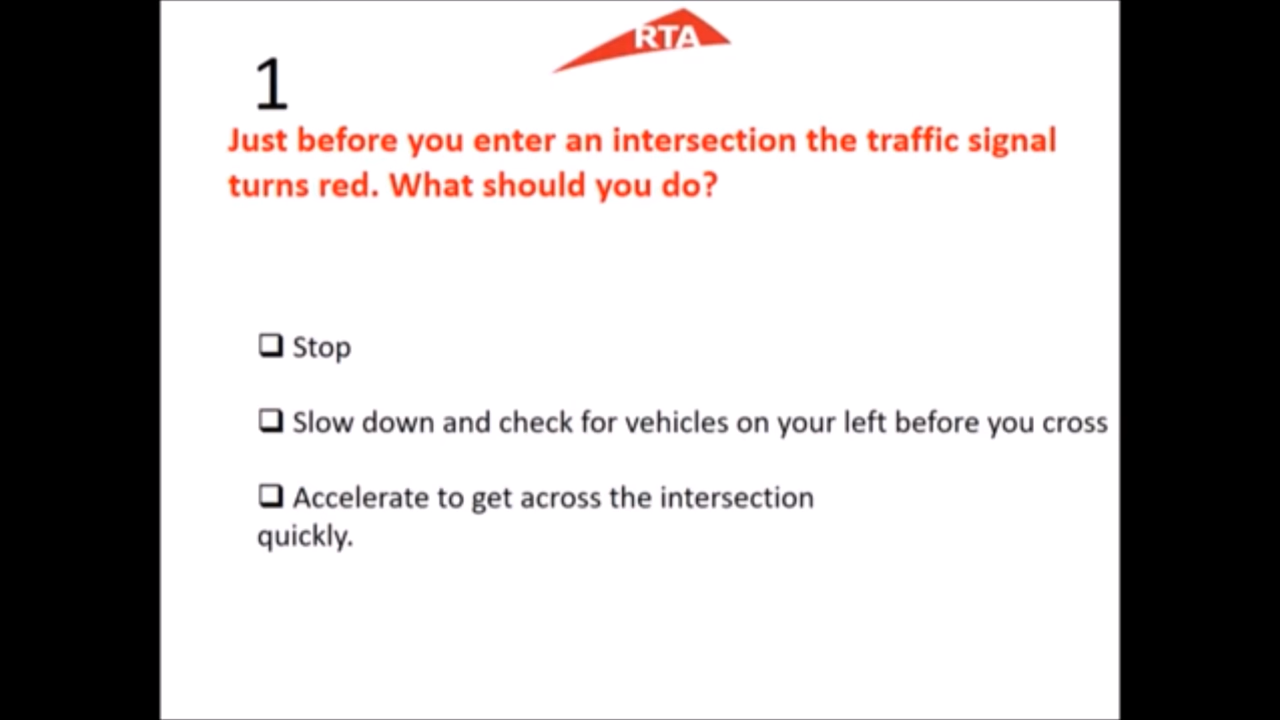 RTA
1
Just before you enter an intersection the traffic signal
turns red. What should you do?
❑ Stop
❑ Slow down and check for vehicles on your left before you cross
❑ Accelerate to get across the intersection
quickly.